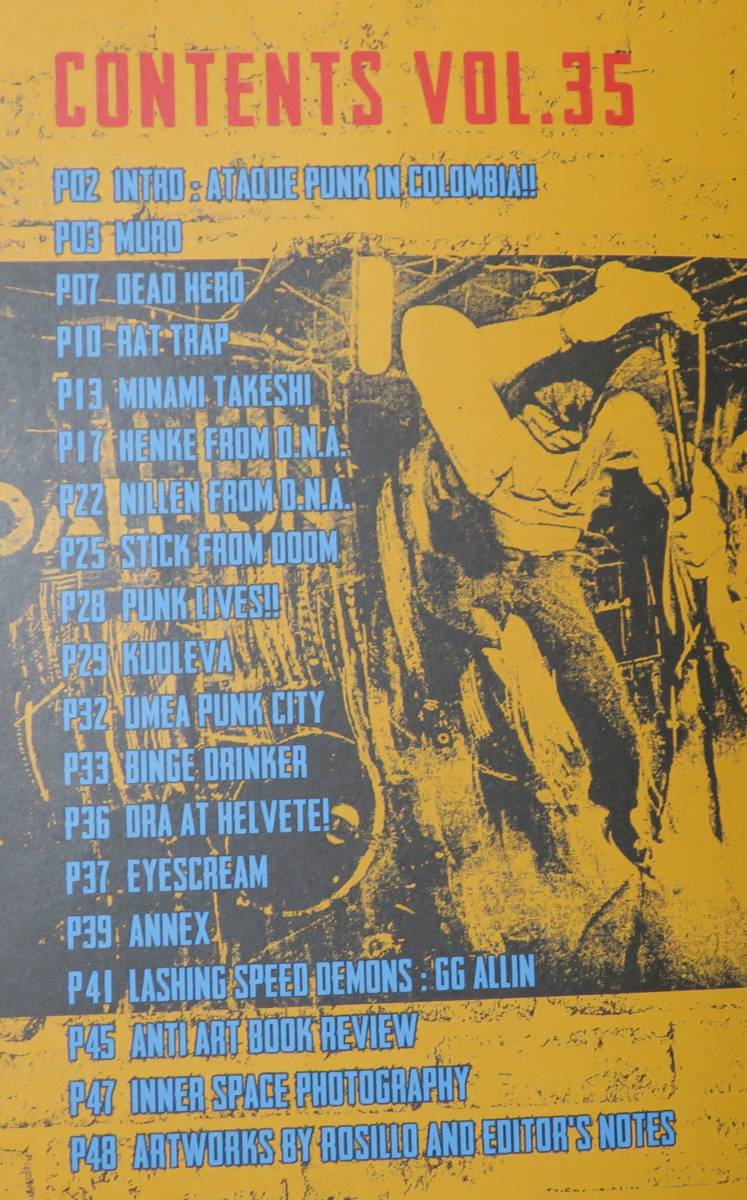 CONTENTS VOL.35
P02 INTRO : ATAQUE PUNK IN COLOMBIA!!
P03 MURO
P07 DEAD HERO
P10 RAT TRAP
P13 MINAMI TAKESHI
P17 HENKE FROM D.N.A.
P22 NILLEN FROM D.N.A.
P25 STICK FROM DOOM
P28 PUNK LIVES!!
P29 KUOLEVA
P32 UMEA PUNK CITY
P33 BINGE DRINKER
P36 DRA AT HELVETE!
P37 EYESCREAM
P39 ANNEX
P41 LASHING SPEED DEMONS : GG ALLIN
P45 ANTI ART BOOK REVIEW
P47 INNER SPACE PHOTOGRAPHY
P48 ARTWORKS BY ROSILLO AND EDITOR'S NOTES